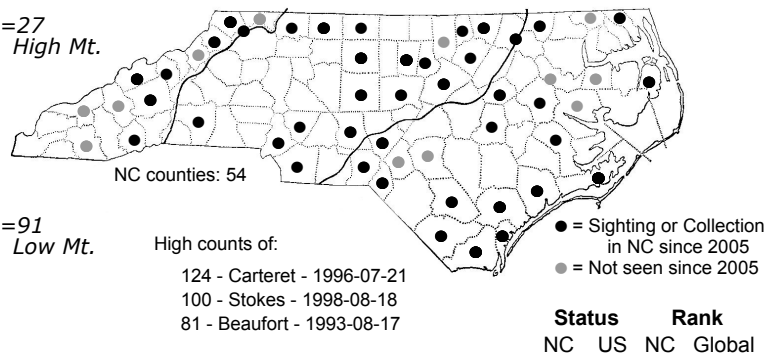 =27
High Mt.
NC counties: 54
=91
Low Mt.
High counts of:
124 - Carteret - 1996-07-21
100 - Stokes - 1998-08-18
81 - Beaufort - 1993-08-17
= Sighting or Collection
in NC since 2005
= Not seen since 2005
Status Rank
NC US NC Global